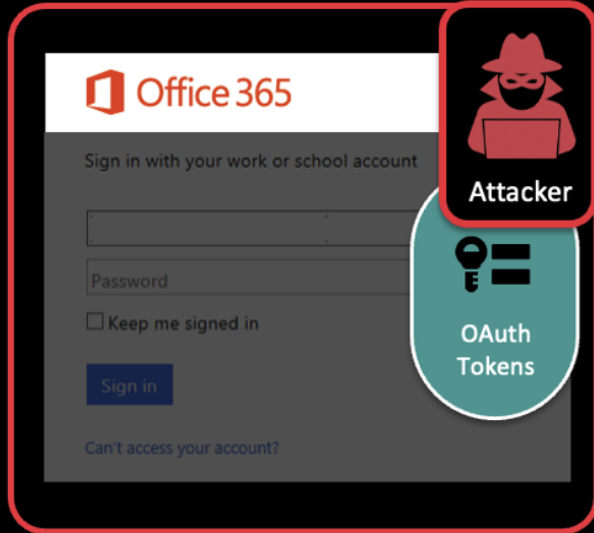 Office 365
Attacker
Sign in with your work or school account
Password
Keep me signed in
OAuth
Tokens
Sign in
Can't access your account?